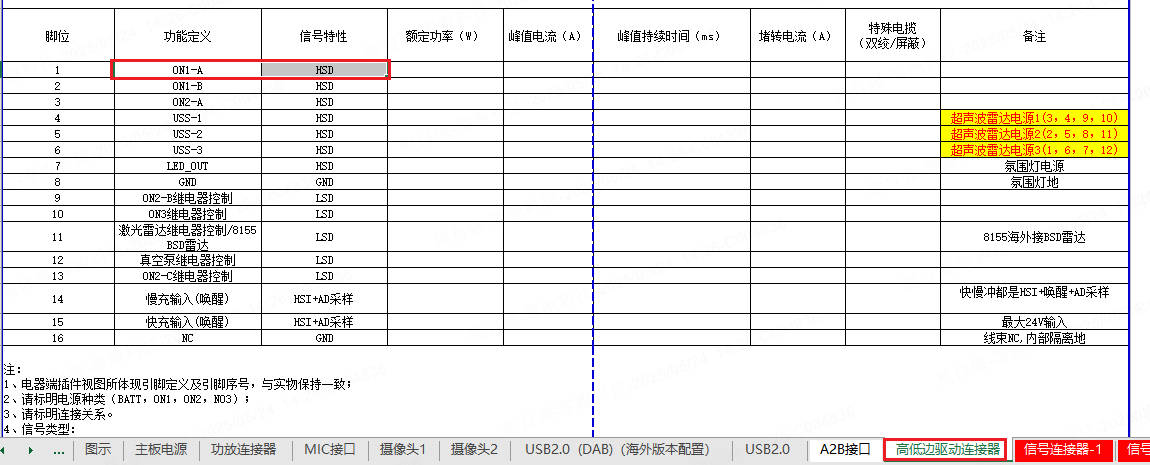 脚位 功能定义 信号特性 额定功率（W） 峰值电流（A） 峰值持续时间（ms） 堵转电流（A） 特殊电揽（双绞/屏蔽） 备注
1 ON1-A HSD
2 ON1-B HSD
3 ON2-A HSD
4 USS-1 HSD 超声波雷达电源1(3，4，9，10)
5 USS-2 HSD 超声波雷达电源2(2，5，8，11)
6 USS-3 HSD 超声波雷达电源3(1，6，7，12)
7 LED_OUT HSD 氛围灯电源
8 GND GND 氛围灯地
9 ON2-B继电器控制 LSD
10 ON3继电器控制 LSD
11 激光雷达继电器控制/8155 BSD雷达 LSD 8155海外接BSD雷达
12 真空泵继电器控制 LSD
13 ON2-C继电器控制 LSD
14 慢充输入(唤醒) HSI+AD采样 快慢冲都是HSI+唤醒+AD采样
15 快充输入(唤醒) HSI+AD采样 最大24V输入
16 NC GND 线束NC,内部隔离地
注：
1、电器端插件视图所体现引脚定义及引脚序号，与实物保持一致；
2、请标明电源种类（BATT，ON1，ON2，NO3）；
3、请标明连接关系。
4、信号类型：
... 图示 主板电源 功放连接器 MIC接口 摄像头1 摄像头2 USB2.0（DAB)（海外版本配置） USB2.0 A2B接口 高低边驱动连接器 信号连接器-1 信号